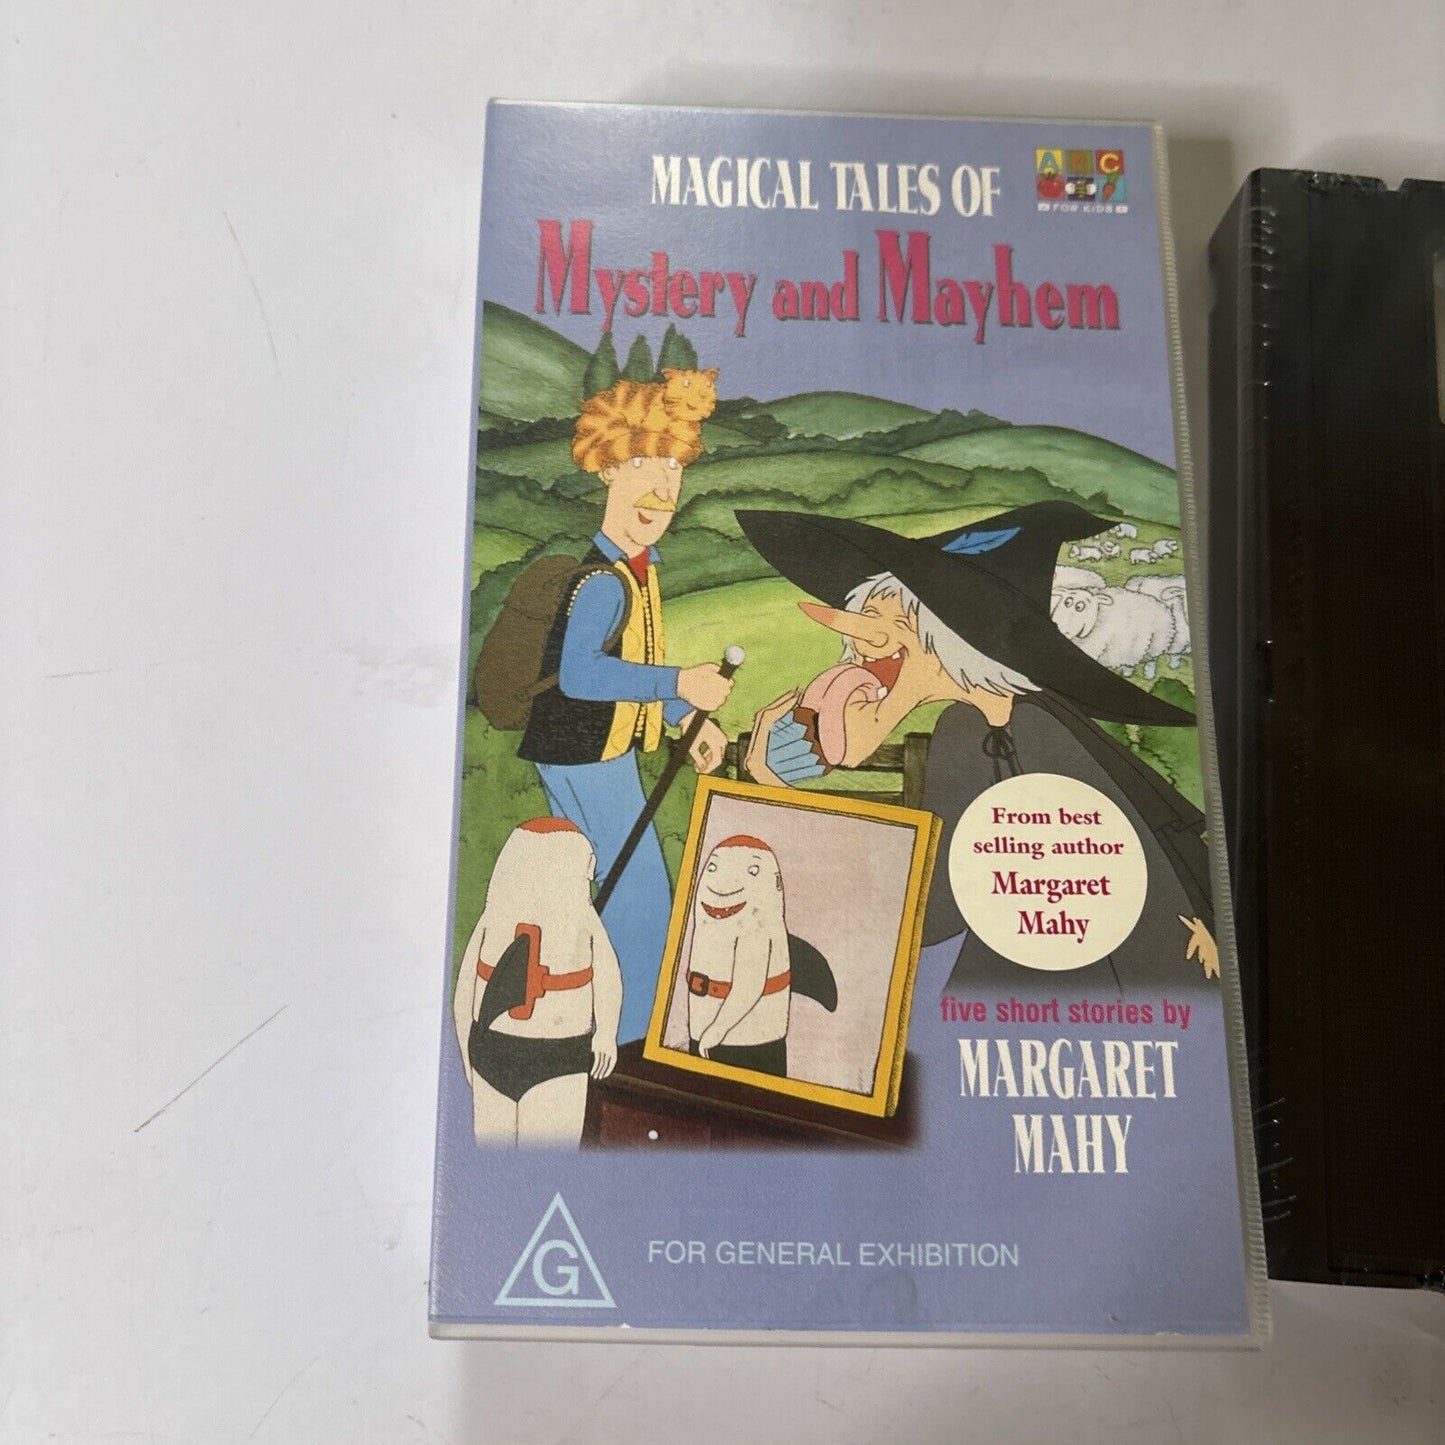 MAGICAL TALES OF
ABC
FOR KIDS
Mystery and Mayhem
From best
selling author
Margaret
Mahy
five short stories by
MARGARET
MAHY
G
FOR GENERAL EXHIBITION